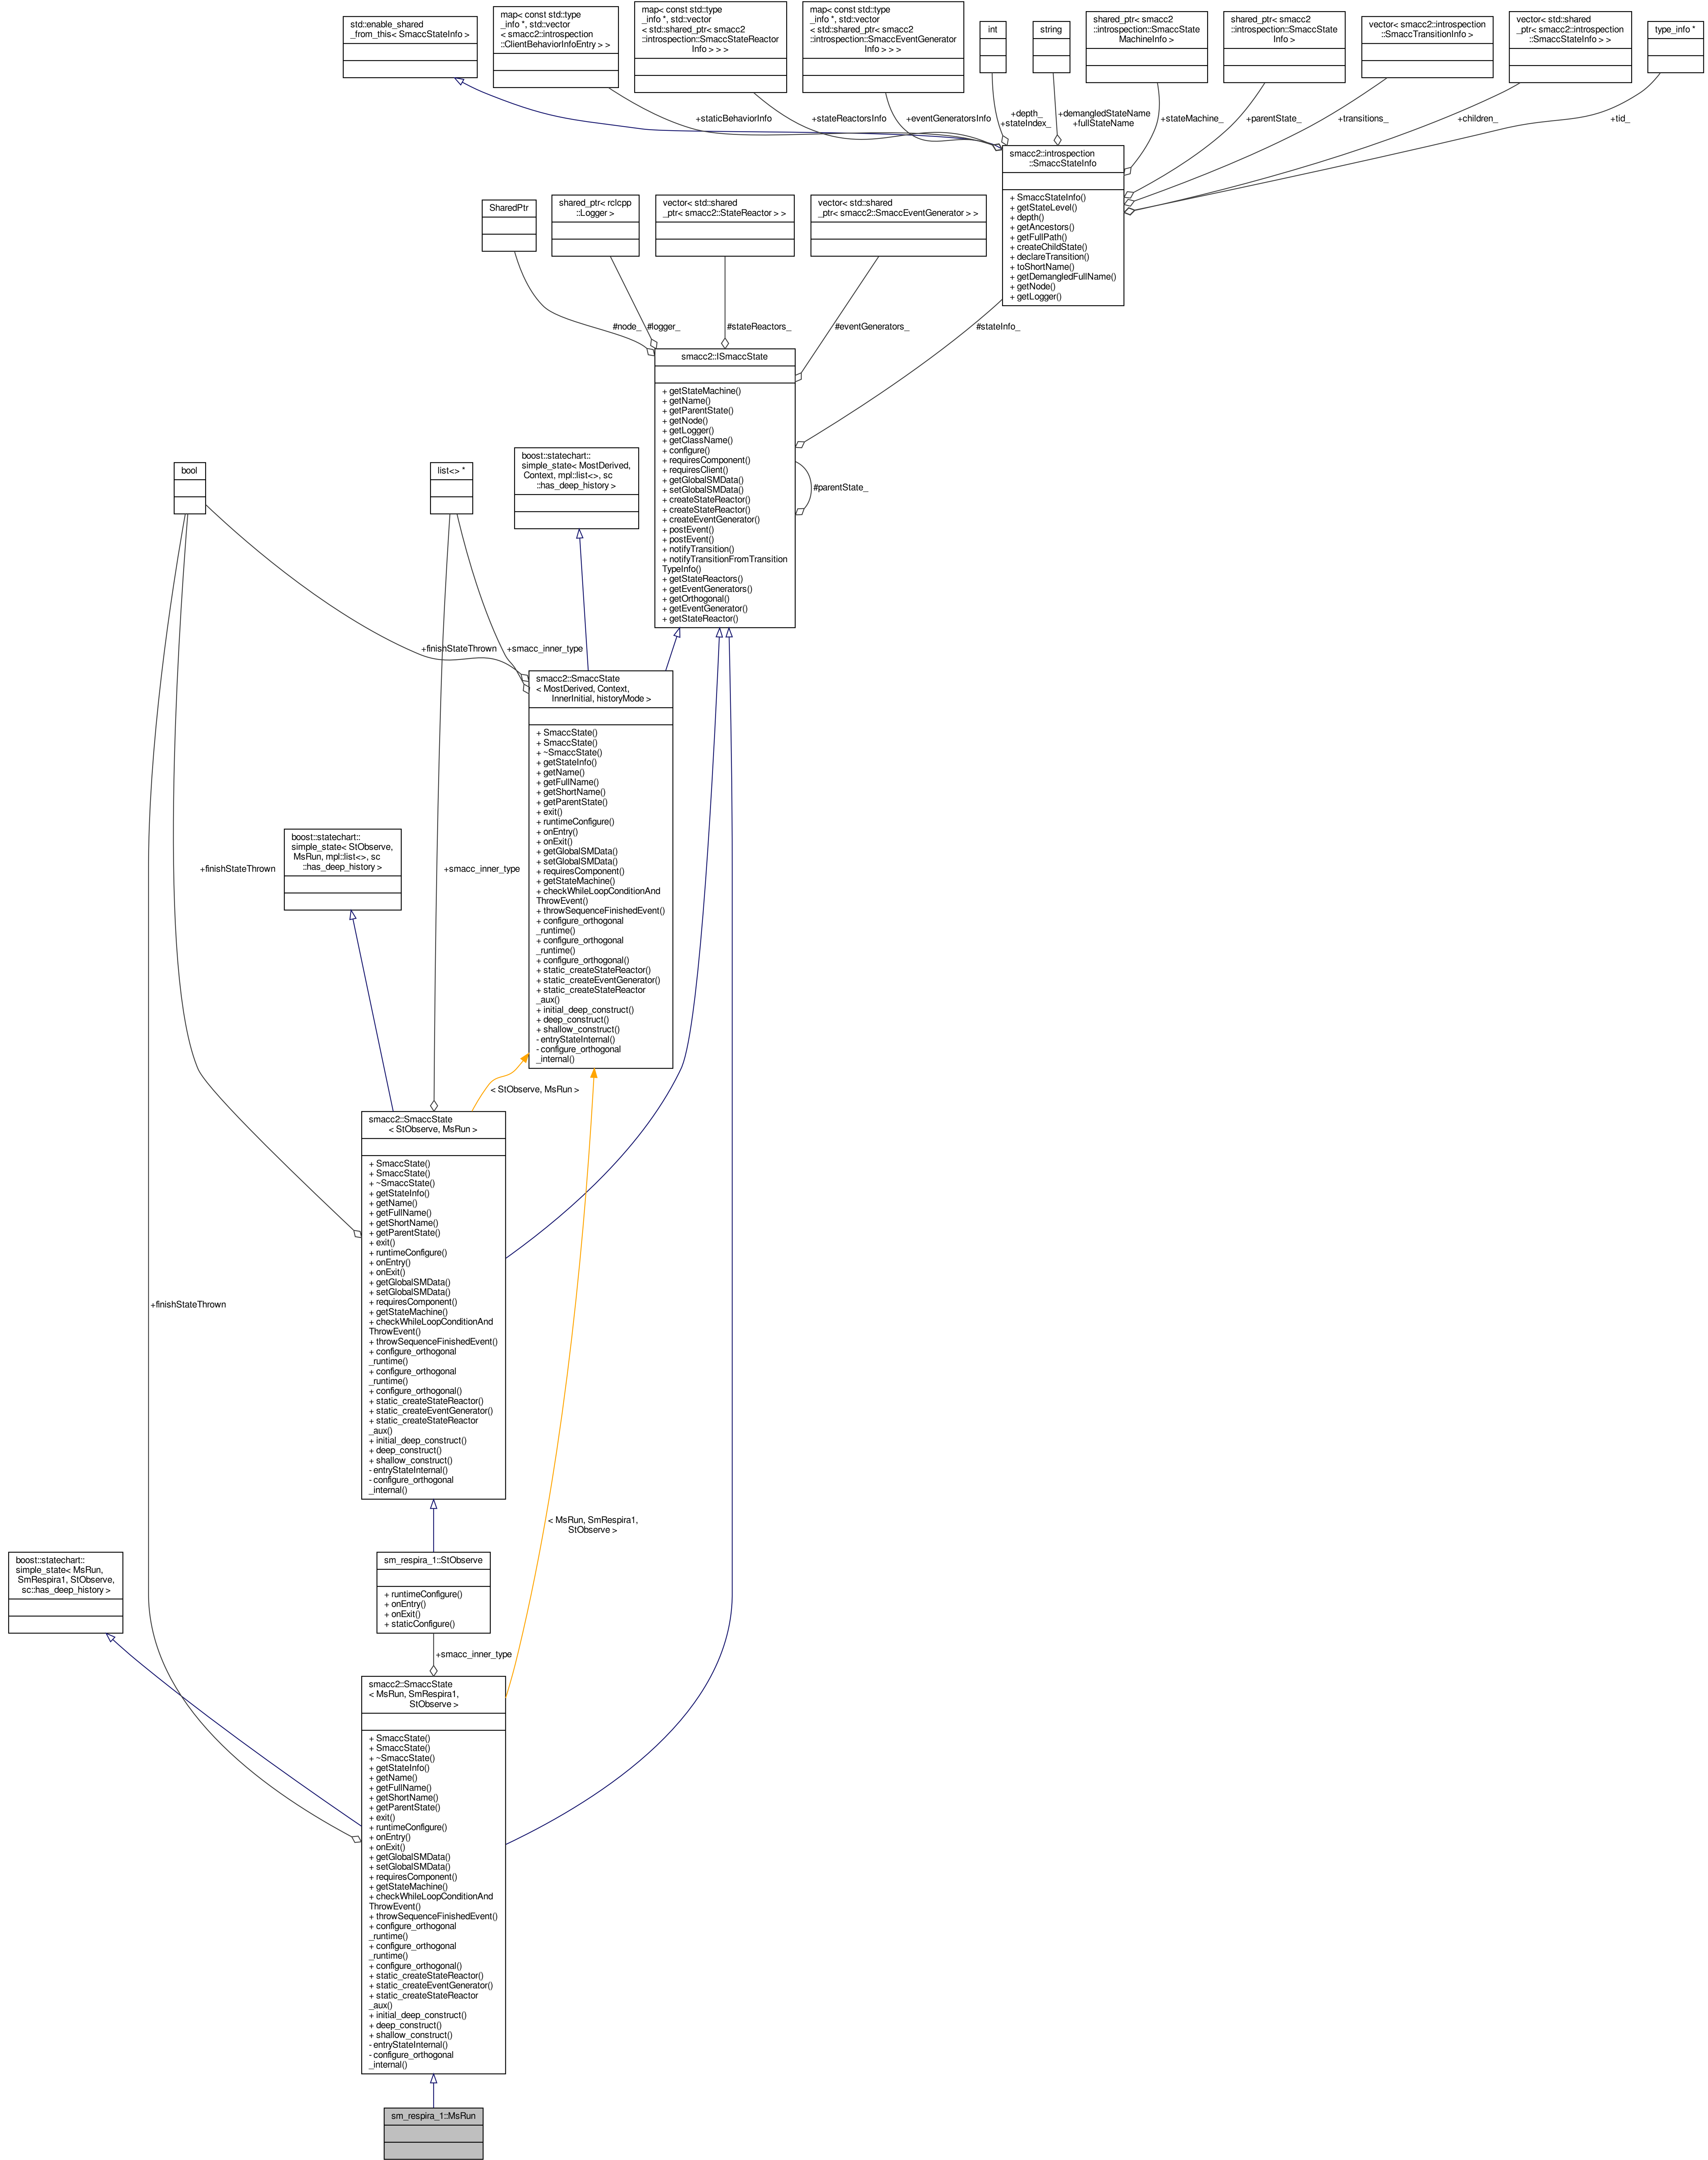 std::enable_shared
_from_this< SmaccStateInfo >
map< const std::type
_info *, std::vector
< smacc2::introspection
::ClientBehaviorInfoEntry > >
map< const std::type
_info *, std::vector
< std::shared_ptr< smacc2
::introspection::SmaccStateReactor
Info > > >
map< const std::type
_info *, std::vector
< std::shared_ptr< smacc2
::introspection::SmaccEventGenerator
Info > > >
int
string
shared_ptr< smacc2
::introspection::SmaccState
MachineInfo >
shared_ptr< smacc2
::introspection::SmaccState
Info >
vector< smacc2::introspection
::SmaccTransitionInfo >
vector< std::shared
_ptr< smacc2::introspection
::SmaccStateInfo > >
type_info *
+staticBehaviorInfo
+stateReactorsInfo
+eventGeneratorsInfo
+depth_
+stateIndex_
+demangledStateName
+fullStateName
+stateMachine_
+parentState_
+transitions_
+children_
+tid_
smacc2::introspection
::SmaccStateInfo
+ SmaccStateInfo()
+ getStateLevel()
+ depth()
+ getAncestors()
+ getFullPath()
+ createChildState()
+ declareTransition()
+ toShortName()
+ getDemangledFullName()
+ getNode()
+ getLogger()
SharedPtr
shared_ptr< rclcpp
::Logger >
vector< std::shared
_ptr< smacc2::StateReactor > >
vector< std::shared
_ptr< smacc2::SmaccEventGenerator > >
#node_
#logger_
#stateReactors_
#eventGenerators_
#stateInfo_
smacc2::ISmaccState
+ getStateMachine()
+ getName()
+ getParentState()
+ getNode()
+ getLogger()
+ getClassName()
+ configure()
+ requiresComponent()
+ requiresClient()
+ getGlobalSMData()
+ setGlobalSMData()
+ createStateReactor()
+ createStateReactor()
+ createEventGenerator()
+ postEvent()
+ postEvent()
+ notifyTransition()
+ notifyTransitionFromTransition
TypeInfo()
+ getStateReactors()
+ getEventGenerators()
+ getOrthogonal()
+ getEventGenerator()
+ getStateReactor()
#parentState_
bool
list<> *
boost::statechart::
simple_state< MostDerived,
Context, mpl::list<>, sc
::has_deep_history >
+finishStateThrown
+smacc_inner_type
smacc2::SmaccState
< MostDerived, Context,
InnerInitial, historyMode >
+ SmaccState()
+ SmaccState()
+ ~SmaccState()
+ getStateInfo()
+ getName()
+ getFullName()
+ getShortName()
+ getParentState()
+ exit()
+ runtimeConfigure()
+ onEntry()
+ onExit()
+ getGlobalSMData()
+ setGlobalSMData()
+ requiresComponent()
+ getStateMachine()
+ checkWhileLoopConditionAnd
ThrowEvent()
+ throwSequenceFinishedEvent()
+ configure_orthogonal
_runtime()
+ configure_orthogonal
_runtime()
+ configure_orthogonal()
+ static_createStateReactor()
+ static_createEventGenerator()
+ static_createStateReactor
_aux()
+ initial_deep_construct()
+ deep_construct()
+ shallow_construct()
- entryStateInternal()
- configure_orthogonal
_internal()
boost::statechart::
simple_state< StObserve,
MsRun, mpl::list<>, sc
::has_deep_history >
+finishStateThrown
+smacc_inner_type
< StObserve, MsRun >
smacc2::SmaccState
< StObserve, MsRun >
+ SmaccState()
+ SmaccState()
+ ~SmaccState()
+ getStateInfo()
+ getName()
+ getFullName()
+ getShortName()
+ getParentState()
+ exit()
+ runtimeConfigure()
+ onEntry()
+ onExit()
+ getGlobalSMData()
+ setGlobalSMData()
+ requiresComponent()
+ getStateMachine()
+ checkWhileLoopConditionAnd
ThrowEvent()
+ throwSequenceFinishedEvent()
+ configure_orthogonal
_runtime()
+ configure_orthogonal
_runtime()
+ configure_orthogonal()
+ static_createStateReactor()
+ static_createEventGenerator()
+ static_createStateReactor
_aux()
+ initial_deep_construct()
+ deep_construct()
+ shallow_construct()
- entryStateInternal()
- configure_orthogonal
_internal()
+finishStateThrown
< MsRun, SmRespira1,
StObserve >
boost::statechart::
simple_state< MsRun,
SmRespira1, StObserve,
sc::has_deep_history >
sm_respira_1::StObserve
+ runtimeConfigure()
+ onEntry()
+ onExit()
+ staticConfigure()
+smacc_inner_type
smacc2::SmaccState
< MsRun, SmRespira1,
StObserve >
+ SmaccState()
+ SmaccState()
+ ~SmaccState()
+ getStateInfo()
+ getName()
+ getFullName()
+ getShortName()
+ getParentState()
+ exit()
+ runtimeConfigure()
+ onEntry()
+ onExit()
+ getGlobalSMData()
+ setGlobalSMData()
+ requiresComponent()
+ getStateMachine()
+ checkWhileLoopConditionAnd
ThrowEvent()
+ throwSequenceFinishedEvent()
+ configure_orthogonal
_runtime()
+ configure_orthogonal
_runtime()
+ configure_orthogonal()
+ static_createStateReactor()
+ static_createEventGenerator()
+ static_createStateReactor
_aux()
+ initial_deep_construct()
+ deep_construct()
+ shallow_construct()
- entryStateInternal()
- configure_orthogonal
_internal()
sm_respira_1::MsRun